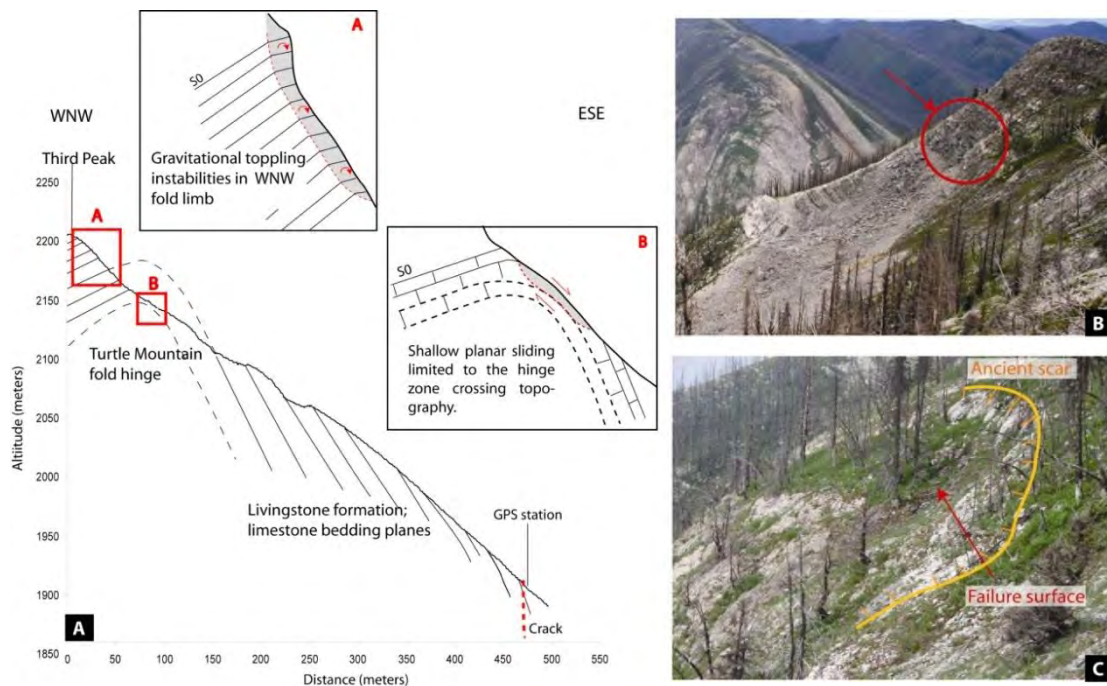 A
S0
Gravitational toppling
instabilities in WNW
fold limb
WNW
ESE
Third Peak
2250
2200
2150
2100
2050
2000
1950
1900
1850
Altiitude (meters)
A
B
Turtle Mountain
fold hinge
B
S0
Shallow planar sliding
limited to the hinge
zone crossing topo-
graphy.
Livingstone formation;
limestone bedding planes
GPS station
Crack
A
0 50 100 150 200 250 300 350 400 450 500 550
Distance (meters)
B
Ancient scar
Failure surface
C